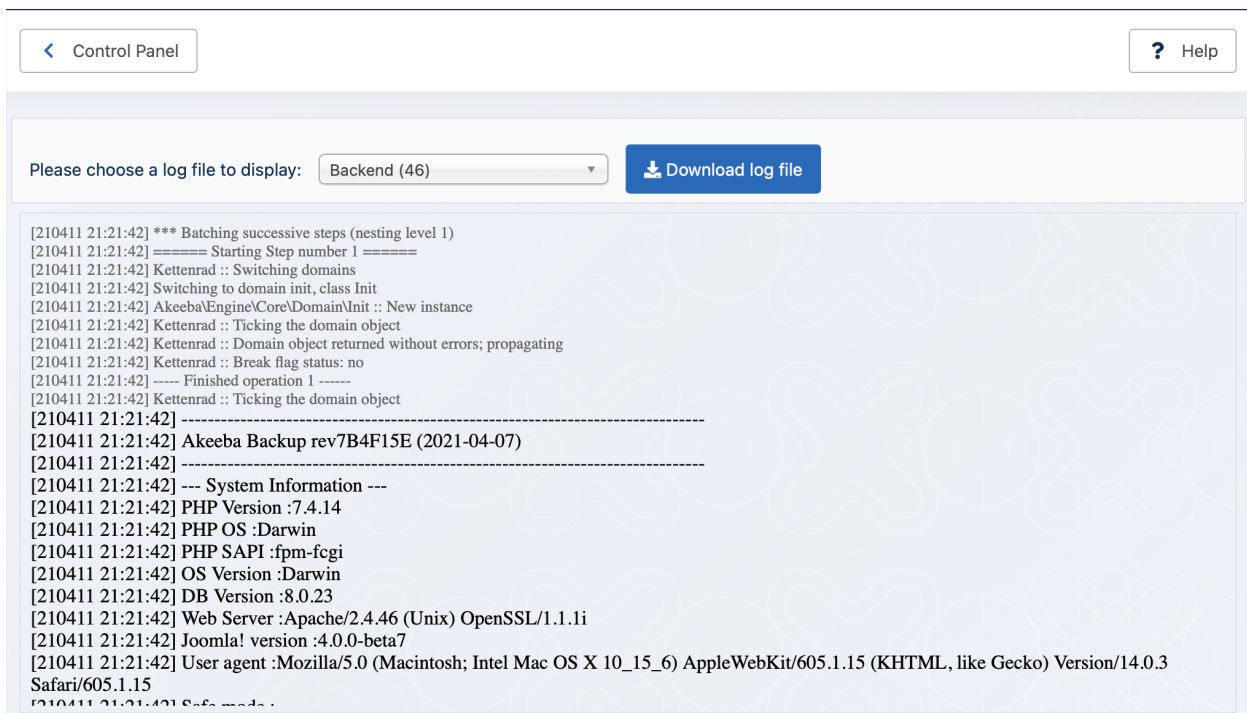 Control Panel
? Help
Please choose a log file to display: Backend (46) Download log file
[210411 21:21:42] *** Batching successive steps (nesting level 1)
[210411 21:21:42] ====== Starting Step number 1 ======
[210411 21:21:42] Kettenrad :: Switching domains
[210411 21:21:42] Switching to domain init, class Init
[210411 21:21:42] Akeeba\Engine\Core\Domain\Init :: New instance
[210411 21:21:42] Kettenrad :: Ticking the domain object
[210411 21:21:42] Kettenrad :: Domain object returned without errors; propagating
[210411 21:21:42] Kettenrad :: Break flag status: no
[210411 21:21:42] ----- Finished operation 1 ------
[210411 21:21:42] Kettenrad :: Ticking the domain object
[210411 21:21:42] --------------------------------------------------------------------------------
[210411 21:21:42] Akeeba Backup rev7B4F15E (2021-04-07)
[210411 21:21:42] --------------------------------------------------------------------------------
[210411 21:21:42] --- System Information ---
[210411 21:21:42] PHP Version :7.4.14
[210411 21:21:42] PHP OS :Darwin
[210411 21:21:42] PHP SAPI :fpm-fcgi
[210411 21:21:42] OS Version :Darwin
[210411 21:21:42] DB Version :8.0.23
[210411 21:21:42] Web Server :Apache/2.4.46 (Unix) OpenSSL/1.1.1i
[210411 21:21:42] Joomla! version :4.0.0-beta7
[210411 21:21:42] User agent :Mozilla/5.0 (Macintosh; Intel Mac OS X 10_15_6) AppleWebKit/605.1.15 (KHTML, like Gecko) Version/14.0.3
Safari/605.1.15
[210411 21:21:42] Safe mode :